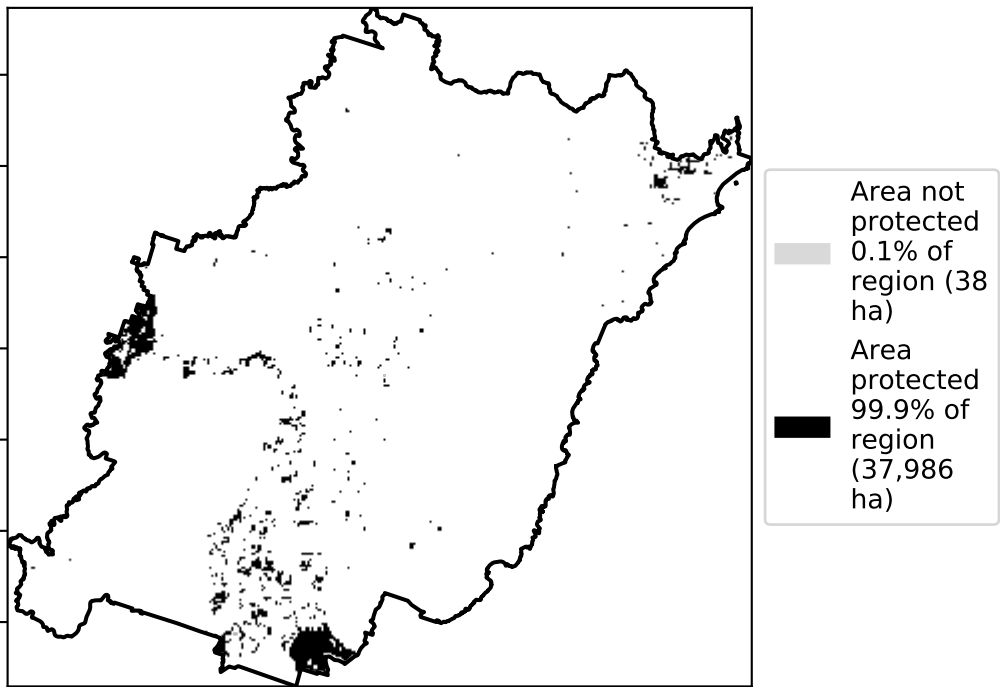 Area not
protected
0.1% of
region (38
ha)
Area
protected
99.9% of
region
(37,986
ha)